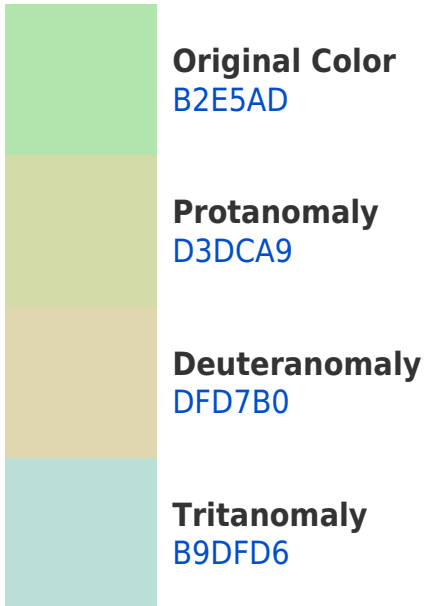 Original Color
B2E5AD
Protanomaly
D3DCA9
Deuteranomaly
DFD7B0
Tritanomaly
B9DFD6